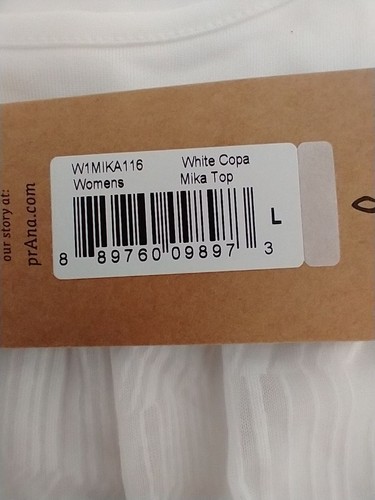 W1MIKA116 White Copa
Womens Mika Top
L
8 89760 09897 3
our story at:
prAna.com